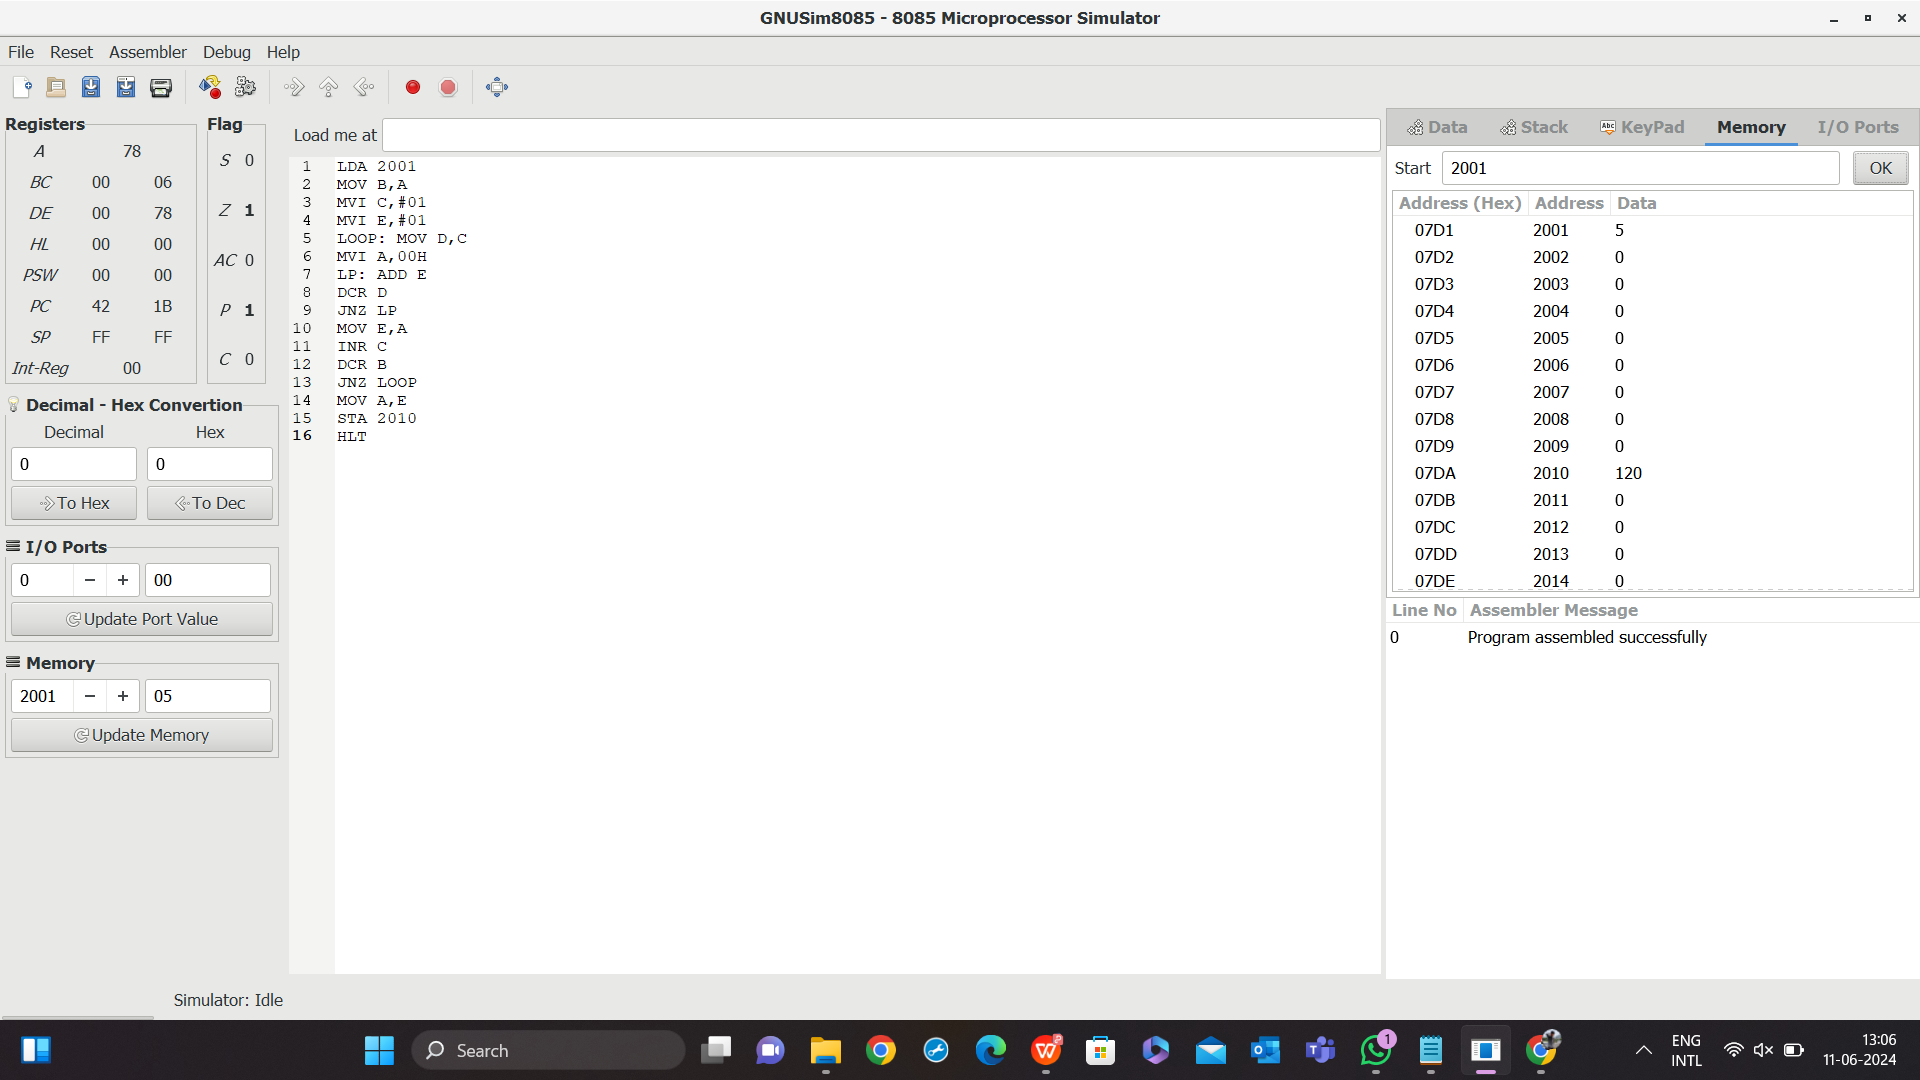 GNUSim8085 - 8085 Microprocessor Simulator
File Reset Assembler Debug Help
Registers
A 78
BC 00 06
DE 00 78
HL 00 00
PSW 00 00
PC 42 1B
SP FF FF
Int-Reg 00
Flag
S 0
Z 1
AC 0
P 1
C 0
Decimal - Hex Convertion
Decimal Hex
0 0
To Hex To Dec
I/O Ports
0 − + 00
Update Port Value
Memory
2001 − + 05
Update Memory
Load me at
1 LDA 2001
2 MOV B,A
3 MVI C,#01
4 MVI E,#01
5 LOOP: MOV D,C
6 MVI A,00H
7 LP: ADD E
8 DCR D
9 JNZ LP
10 MOV E,A
11 INR C
12 DCR B
13 JNZ LOOP
14 MOV A,E
15 STA 2010
16 HLT
Data Stack Abc KeyPad Memory I/O Ports
Start 2001 OK
Address (Hex) Address Data
07D1 2001 5
07D2 2002 0
07D3 2003 0
07D4 2004 0
07D5 2005 0
07D6 2006 0
07D7 2007 0
07D8 2008 0
07D9 2009 0
07DA 2010 120
07DB 2011 0
07DC 2012 0
07DD 2013 0
07DE 2014 0
Line No Assembler Message
0 Program assembled successfully
Simulator: Idle
Search
1
ENG
INTL
13:06
11-06-2024